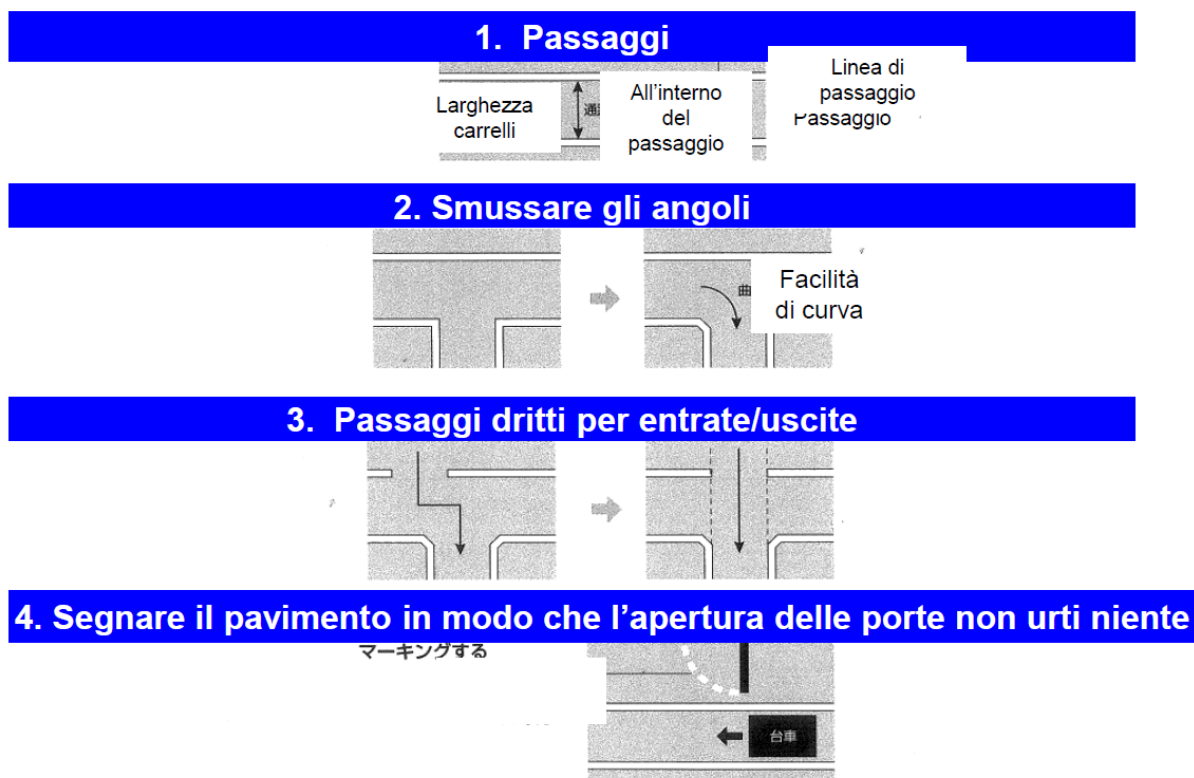 1. Passaggi
Larghezza
carrelli
通
All'interno
del
passaggio
Linea di
passaggio
Passaggio
2. Smussare gli angoli
曲
Facilità
di curva
3. Passaggi dritti per entrate/uscite
4. Segnare il pavimento in modo che l’apertura delle porte non urti niente
マーキングする
台車